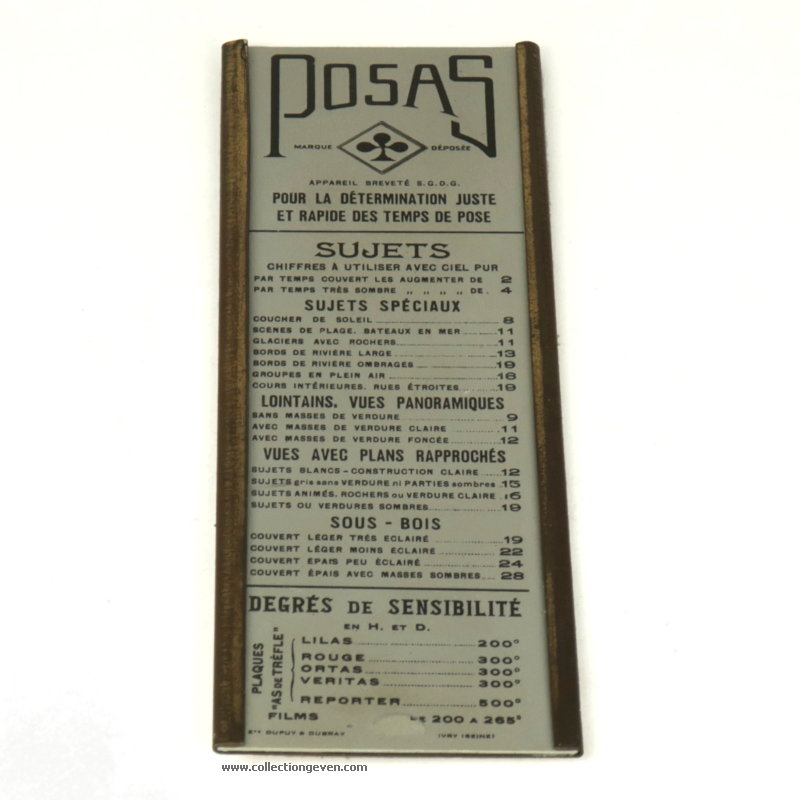 POSAS
MARQUE DÉPOSÉE
APPAREIL BREVETÉ S.G.D.G.
POUR LA DÉTERMINATION JUSTE
ET RAPIDE DES TEMPS DE POSE
SUJETS
CHIFFRES À UTILISER AVEC CIEL PUR
PAR TEMPS COUVERT LES AUGMENTER DE 2
PAR TEMPS TRÈS SOMBRE " " " " DE. 4
SUJETS SPÉCIAUX
COUCHER DE SOLEIL 8
SCÈNES DE PLAGE. BATEAUX EN MER 11
GLACIERS AVEC ROCHERS 11
BORDS DE RIVIÈRE LARGE 13
BORDS DE RIVIÈRE OMBRAGÉS 19
GROUPES EN PLEIN AIR 18
COURS INTÉRIEURES. RUES ÉTROITES 19
LOINTAINS. VUES PANORAMIQUES
SANS MASSES DE VERDURE 9
AVEC MASSES DE VERDURE CLAIRE 11
AVEC MASSES DE VERDURE FONCÉE 12
VUES AVEC PLANS RAPPROCHÉS
SUJETS BLANCS - CONSTRUCTION CLAIRE 12
SUJETS gris sans VERDURE ni PARTIES sombres 15
SUJETS ANIMÉS. ROCHERS ou VERDURE CLAIRE 16
SUJETS OU VERDURES SOMBRES 19
SOUS - BOIS
COUVERT LÉGER TRÈS ECLAIRÉ 19
COUVERT LÉGER MOINS ÉCLAIRÉ 22
COUVERT ÉPAIS PEU ÉCLAIRÉ 24
COUVERT ÉPAIS AVEC MASSES SOMBRES 28
DEGRÉS DE SENSIBILITÉ
EN H. ET D.
PLAQUES
"AS DE TRÈFLE"
LILAS 200°
ROUGE 300°
ORTAS 300°
VERITAS 300°
REPORTER 500°
FILMS DE 200 A 265°
Ets DUPUY & DUBRAY IVRY (SEINE)
www.collectiongeven.com